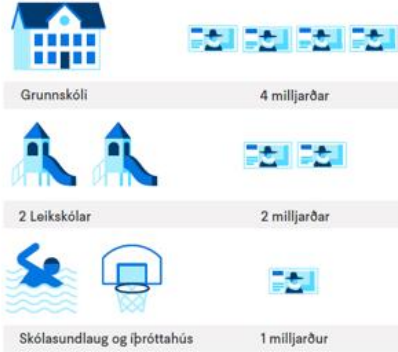 Grunnskóli
4 milljarðar
2 Leikskólar
2 milljarðar
Skólasundlaug og íþróttahús
1 milljarður